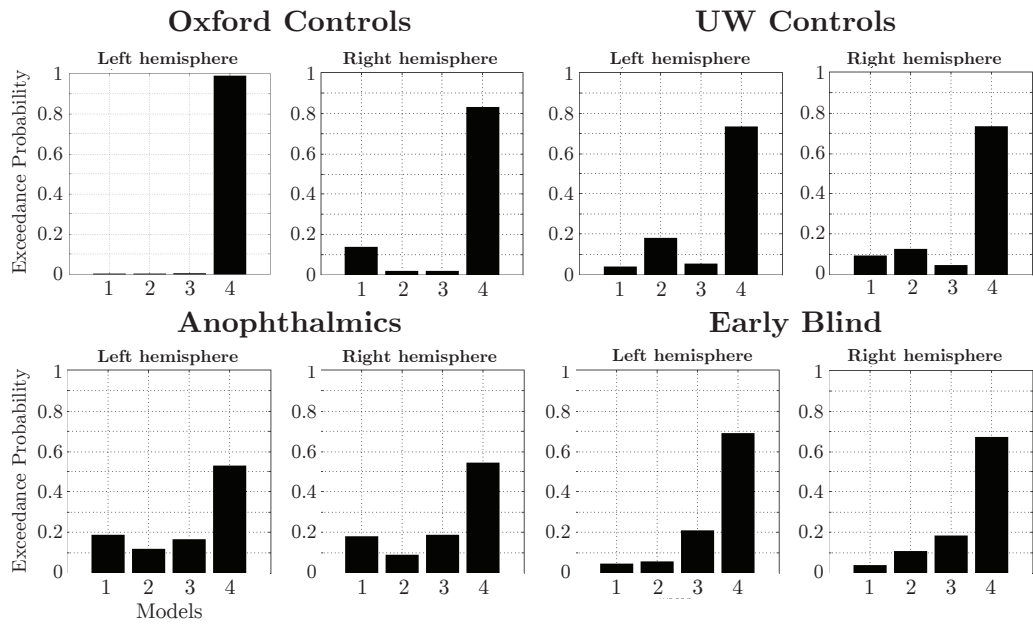 Oxford Controls
UW Controls
Left hemisphere
Right hemisphere
Left hemisphere
Right hemisphere
Exceedance Probability
1
0.8
0.6
0.4
0.2
0
1 2 3 4
1
0.8
0.6
0.4
0.2
0
1 2 3 4
1
0.8
0.6
0.4
0.2
0
1 2 3 4
1
0.8
0.6
0.4
0.2
0
1 2 3 4
Anophthalmics
Early Blind
Left hemisphere
Right hemisphere
Left hemisphere
Right hemisphere
Exceedance Probability
1
0.8
0.6
0.4
0.2
0
1 2 3 4
Models
1
0.8
0.6
0.4
0.2
0
1 2 3 4
1
0.8
0.6
0.4
0.2
0
1 2 3 4
1
0.8
0.6
0.4
0.2
0
1 2 3 4